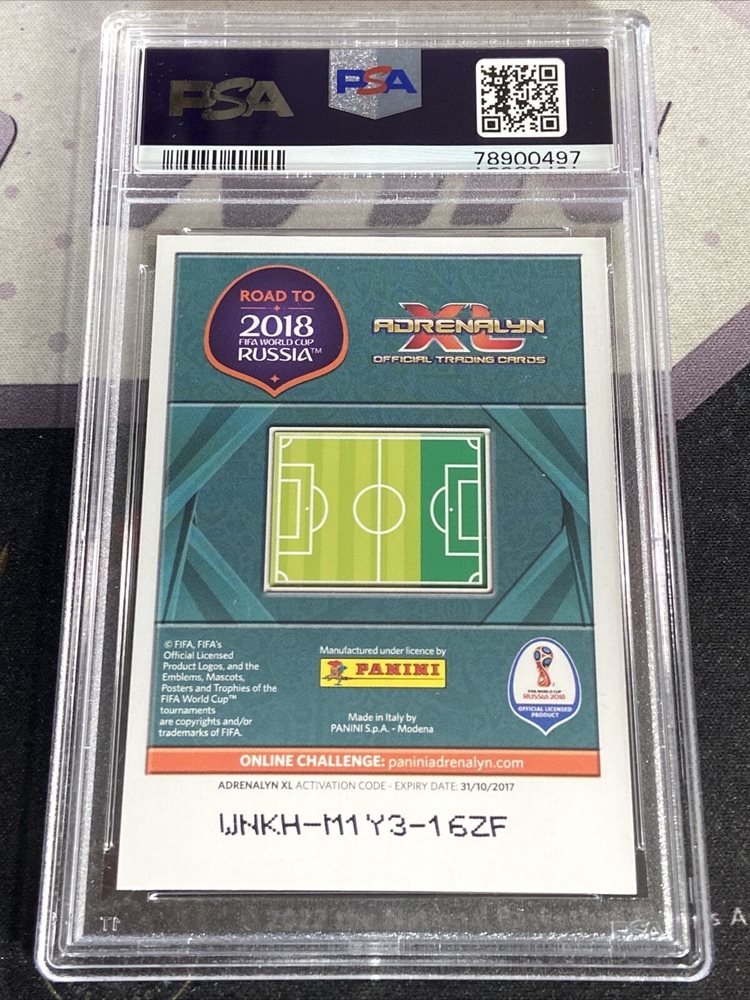 PSA
PSA
78900497
ROAD TO
2018
FIFA WORLD CUP
RUSSIA™
ADRENALYN
XL
OFFICIAL TRADING CARDS
© FIFA, FIFA's
Official Licensed
Product Logos, and the
Emblems, Mascots,
Posters and Trophies of the
FIFA World Cup™
tournaments
are copyrights and/or
trademarks of FIFA.
Manufactured under licence by
PANINI
Made in Italy by
PANINI S.p.A. - Modena
FIFA WORLD CUP
RUSSIA 2018
OFFICIAL LICENSED
PRODUCT
ONLINE CHALLENGE: paniniadrenalyn.com
ADRENALYN XL ACTIVATION CODE - EXPIRY DATE: 31/10/2017
WNKH-M1Y3-16ZF